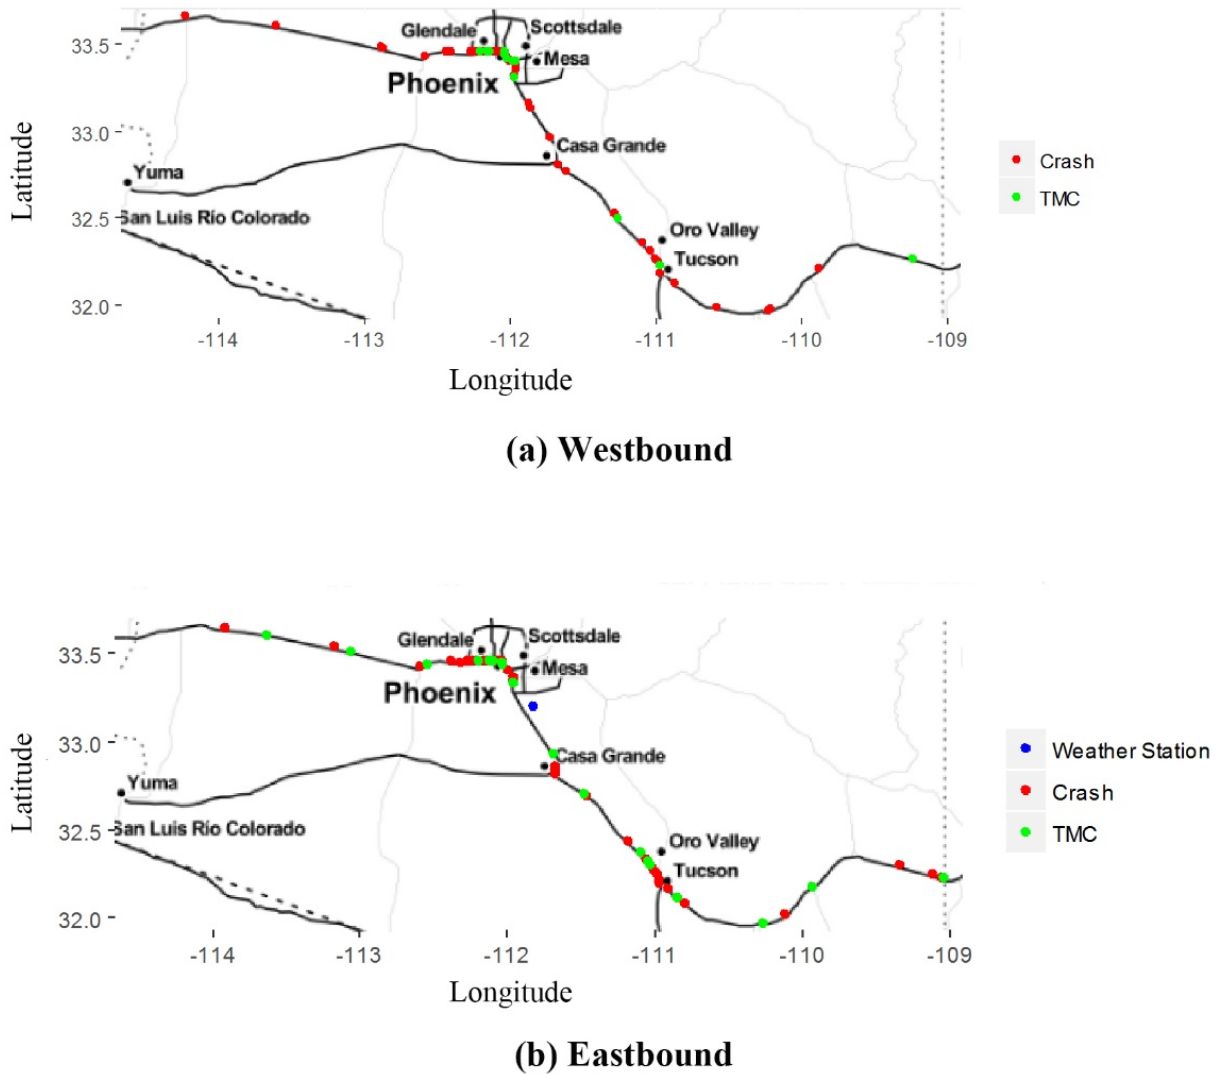 33.5
33.0
32.5
32.0
Latitude
Glendale
Scottsdale
Mesa
Phoenix
Casa Grande
Yuma
San Luis Río Colorado
Oro Valley
Tucson
-114
-113
-112
-111
-110
-109
Longitude
Crash
TMC
(a) Westbound
33.5
33.0
32.5
32.0
Latitude
Glendale
Scottsdale
Mesa
Phoenix
Casa Grande
Yuma
San Luis Río Colorado
Oro Valley
Tucson
-114
-113
-112
-111
-110
-109
Longitude
Weather Station
Crash
TMC
(b) Eastbound